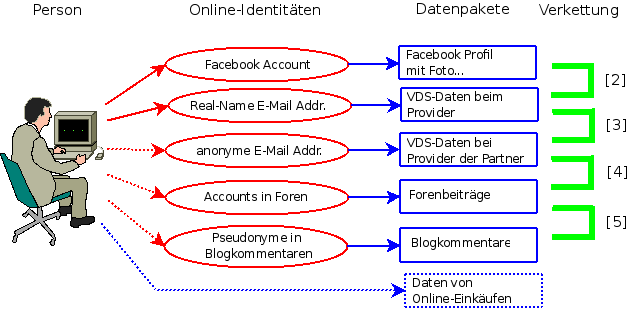 Person Online-Identitäten Datenpakete Verkettung
Facebook Account
Facebook Profil
mit Foto...
[2]
Real-Name E-Mail Addr.
VDS-Daten beim
Provider
[3]
anonyme E-Mail Addr.
VDS-Daten bei
Provider der Partner
[4]
Accounts in Foren
Forenbeiträge
[5]
Pseudonyme in
Blogkommentaren
Blogkommentare
Daten von
Online-Einkäufen